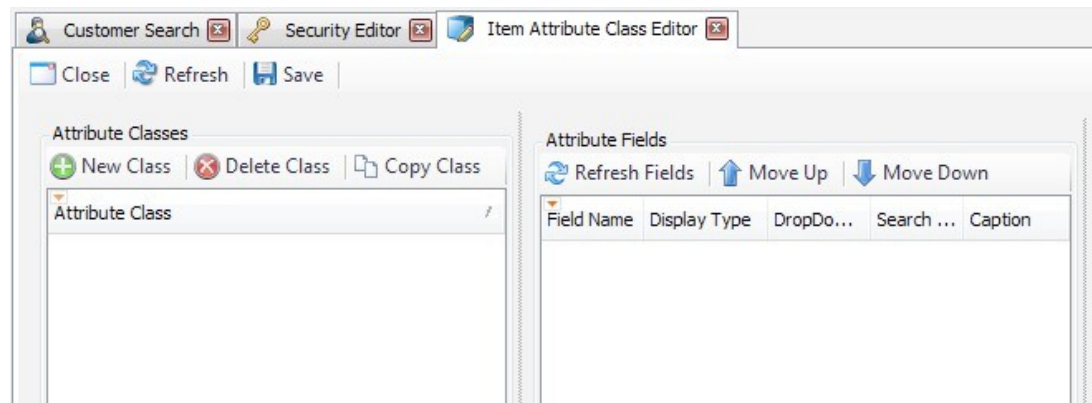 Customer Search Security Editor Item Attribute Class Editor
Close Refresh Save
Attribute Classes
New Class Delete Class Copy Class
Attribute Class
Attribute Fields
Refresh Fields Move Up Move Down
Field Name Display Type DropDo... Search ... Caption